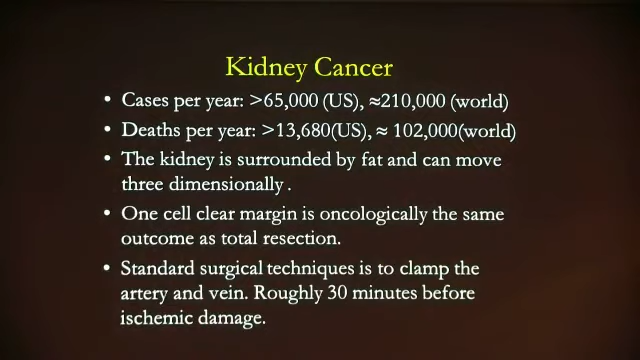 Kidney Cancer
• Cases per year: >65,000 (US), ≈210,000 (world)
• Deaths per year: >13,680(US), ≈ 102,000(world)
• The kidney is surrounded by fat and can move
three dimensionally .
• One cell clear margin is oncologically the same
outcome as total resection.
• Standard surgical techniques is to clamp the
artery and vein. Roughly 30 minutes before
ischemic damage.